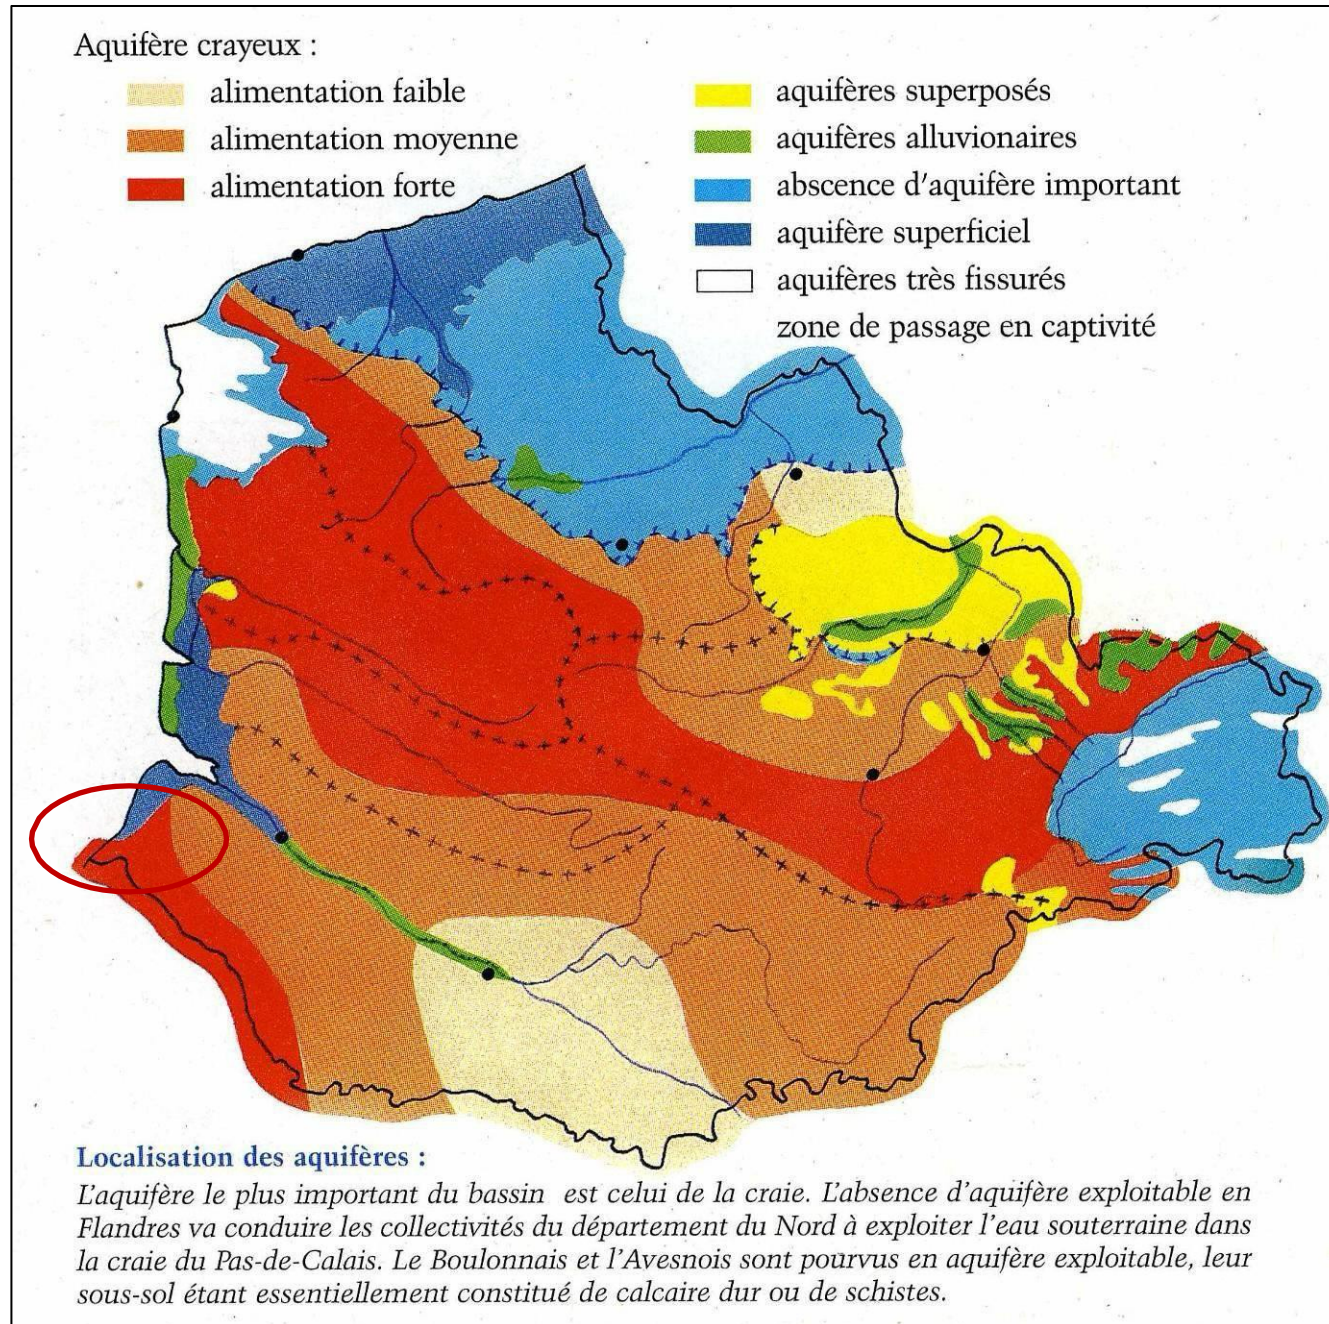 Aquifère crayeux :
alimentation faible
alimentation moyenne
alimentation forte
aquifères superposés
aquifères alluvionaires
abscence d'aquifère important
aquifère superficiel
aquifères très fissurés
zone de passage en captivité
Localisation des aquifères :
L'aquifère le plus important du bassin est celui de la craie. L'absence d'aquifère exploitable en
Flandres va conduire les collectivités du département du Nord à exploiter l'eau souterraine dans
la craie du Pas-de-Calais. Le Boulonnais et l'Avesnois sont pourvus en aquifère exploitable, leur
sous-sol étant essentiellement constitué de calcaire dur ou de schistes.